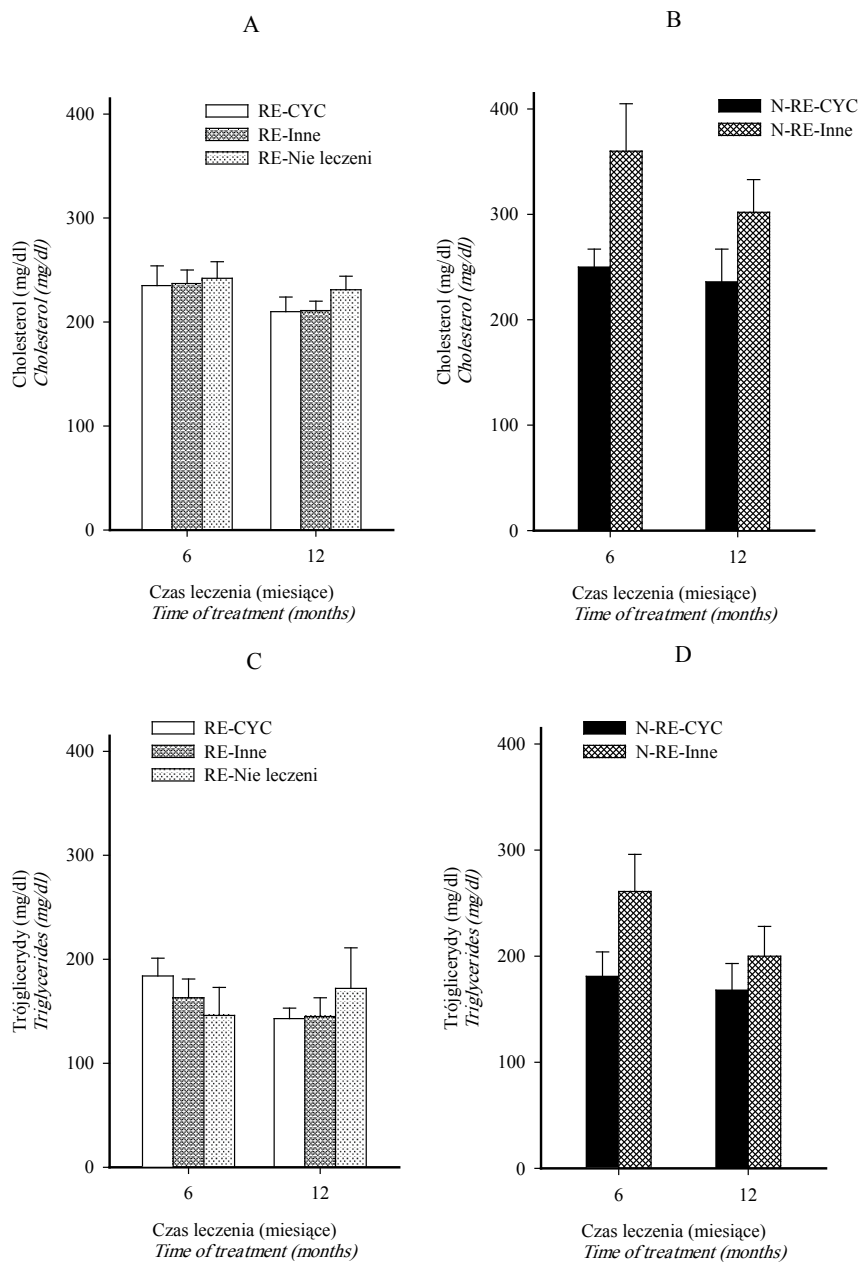 A
400
300
200
100
0
Cholesterol (mg/dl)
Cholesterol (mg/dl)
RE-CYC
RE-Inne
RE-Nie leczeni
6
12
Czas leczenia (miesiące)
Time of treatment (months)
B
400
300
200
100
0
Cholesterol (mg/dl)
Cholesterol (mg/dl)
N-RE-CYC
N-RE-Inne
6
12
Czas leczenia (miesiące)
Time of treatment (months)
C
400
300
200
100
0
Trójglicerydy (mg/dl)
Triglycerides (mg/dl)
RE-CYC
RE-Inne
RE-Nie leczeni
6
12
Czas leczenia (miesiące)
Time of treatment (months)
D
400
300
200
100
0
Trójglicerydy (mg/dl)
Triglycerides (mg/dl)
N-RE-CYC
N-RE-Inne
6
12
Czas leczenia (miesiące)
Time of treatment (months)